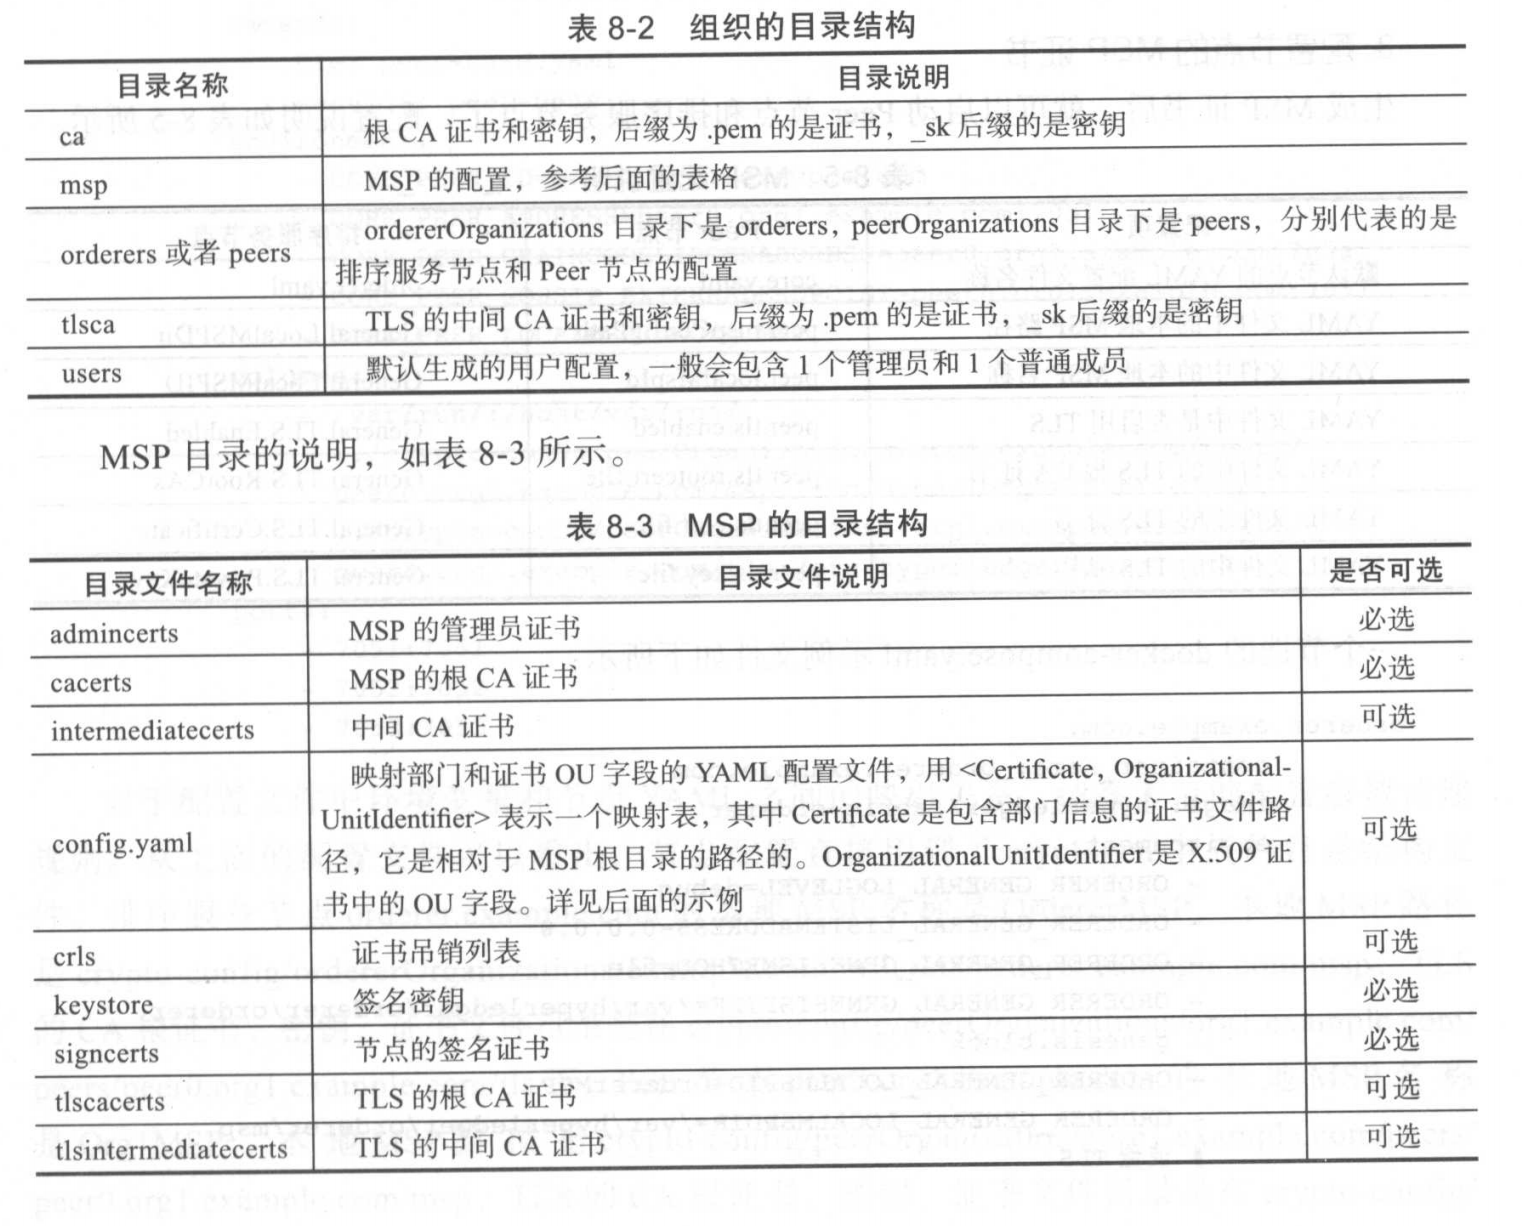 表 8-2 组织的目录结构
目录名称 目录说明
ca 根 CA 证书和密钥，后缀为 .pem 的是证书，_sk 后缀的是密钥
msp MSP 的配置，参考后面的表格
orderers 或者 peers ordererOrganizations 目录下是 orderers，peerOrganizations 目录下是 peers，分别代表的是
排序服务节点和 Peer 节点的配置
tlsca TLS 的中间 CA 证书和密钥，后缀为 .pem 的是证书，_sk 后缀的是密钥
users 默认生成的用户配置，一般会包含 1 个管理员和 1 个普通成员
MSP 目录的说明，如表 8-3 所示。
表 8-3 MSP 的目录结构
目录文件名称 目录文件说明 是否可选
admincerts MSP 的管理员证书 必选
cacerts MSP 的根 CA 证书 必选
intermediatecerts 中间 CA 证书 可选
config.yaml 映射部门和证书 OU 字段的 YAML 配置文件，用 <Certificate, Organizational-
UnitIdentifier> 表示一个映射表，其中 Certificate 是包含部门信息的证书文件路
径，它是相对于 MSP 根目录的路径的。OrganizationalUnitIdentifier 是 X.509 证
书中的 OU 字段。详见后面的示例 可选
crls 证书吊销列表 可选
keystore 签名密钥 必选
signcerts 节点的签名证书 必选
tlscacerts TLS 的根 CA 证书 可选
tlsintermediatecerts TLS 的中间 CA 证书 可选